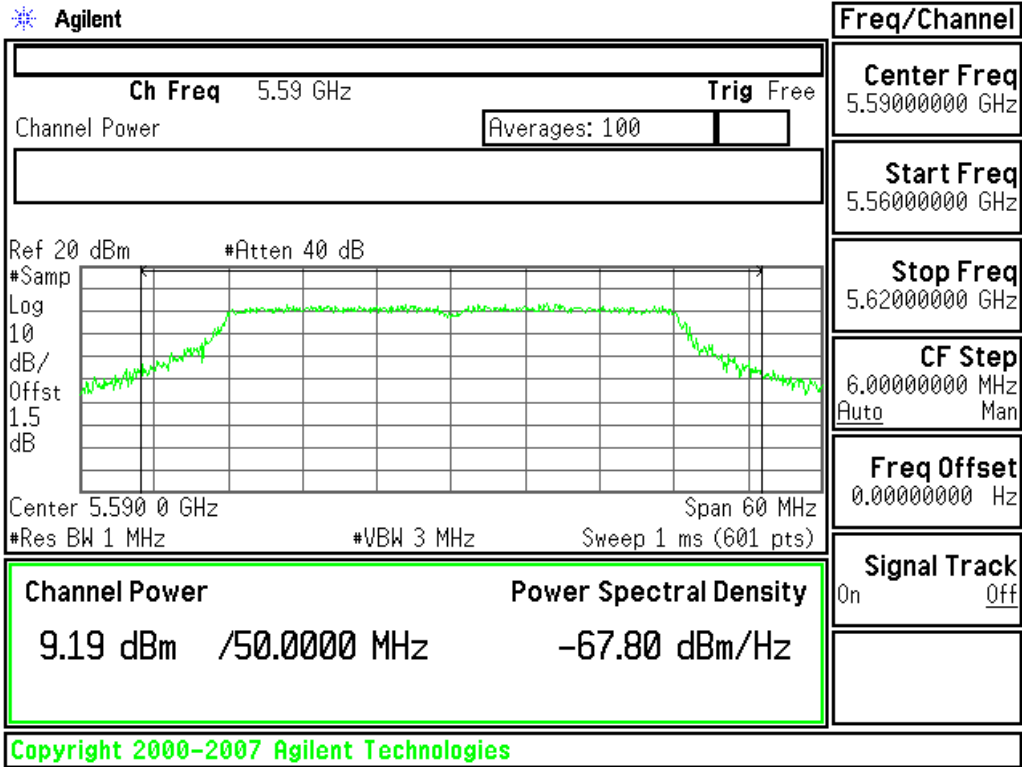 Agilent
Freq/Channel
Ch Freq 5.59 GHz Trig Free
Channel Power Averages: 100
Ref 20 dBm #Atten 40 dB
#Samp
Log
10
dB/
Offst
1.5
dB
Center 5.590 0 GHz Span 60 MHz
#Res BW 1 MHz #VBW 3 MHz Sweep 1 ms (601 pts)
Channel Power Power Spectral Density
9.19 dBm /50.0000 MHz -67.80 dBm/Hz
Center Freq
5.59000000 GHz
Start Freq
5.56000000 GHz
Stop Freq
5.62000000 GHz
CF Step
6.00000000 MHz
Auto Man
Freq Offset
0.00000000 Hz
Signal Track
On Off
Copyright 2000-2007 Agilent Technologies